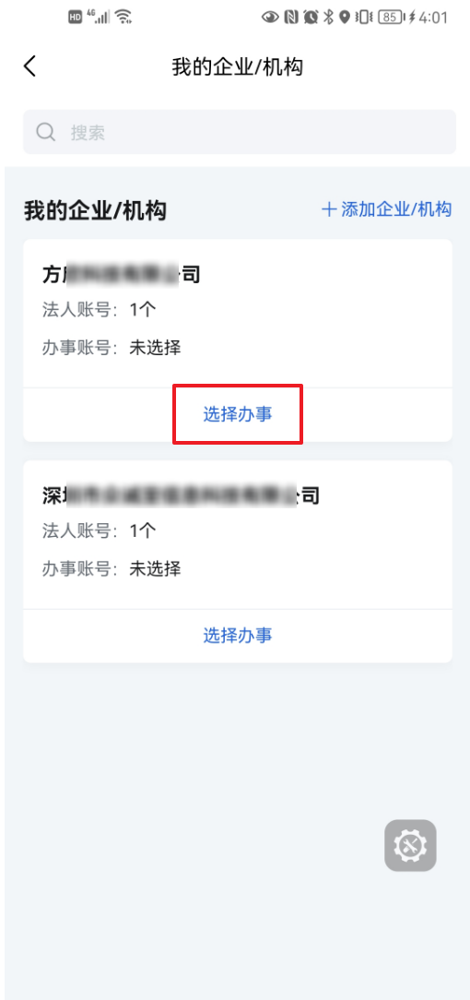 HD 4G 85 4:01
我的企业/机构
搜索
我的企业/机构 +添加企业/机构
方 司
法人账号： 1个
办事账号： 未选择
选择办事
深 司
法人账号： 1个
办事账号： 未选择
选择办事